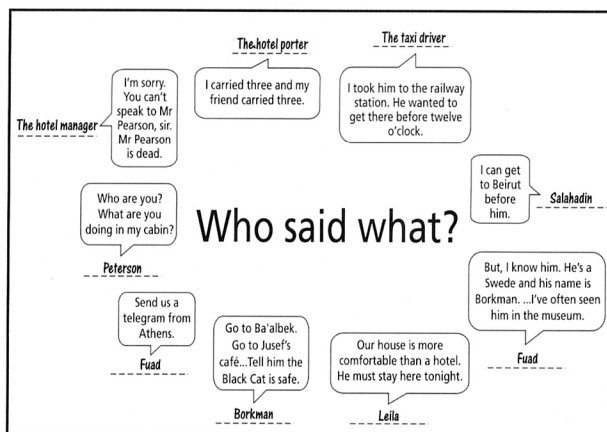 The hotel porter
I carried three and my
friend carried three.
The taxi driver
I took him to the railway
station. He wanted to
get there before twelve
o'clock.
I'm sorry.
You can't
speak to Mr
Pearson, sir.
Mr Pearson
is dead.
The hotel manager
I can get
to Beirut
before
him.
Salahadin
Who are you?
What are you
doing in my cabin?
Peterson
Who said what?
But, I know him. He's a
Swede and his name is
Borkman. ...I've often seen
him in the museum.
Fuad
Send us a
telegram from
Athens.
Fuad
Go to Ba'albek.
Go to Jusef's
café...Tell him the
Black Cat is safe.
Borkman
Our house is more
comfortable than a hotel.
He must stay here tonight.
Leila